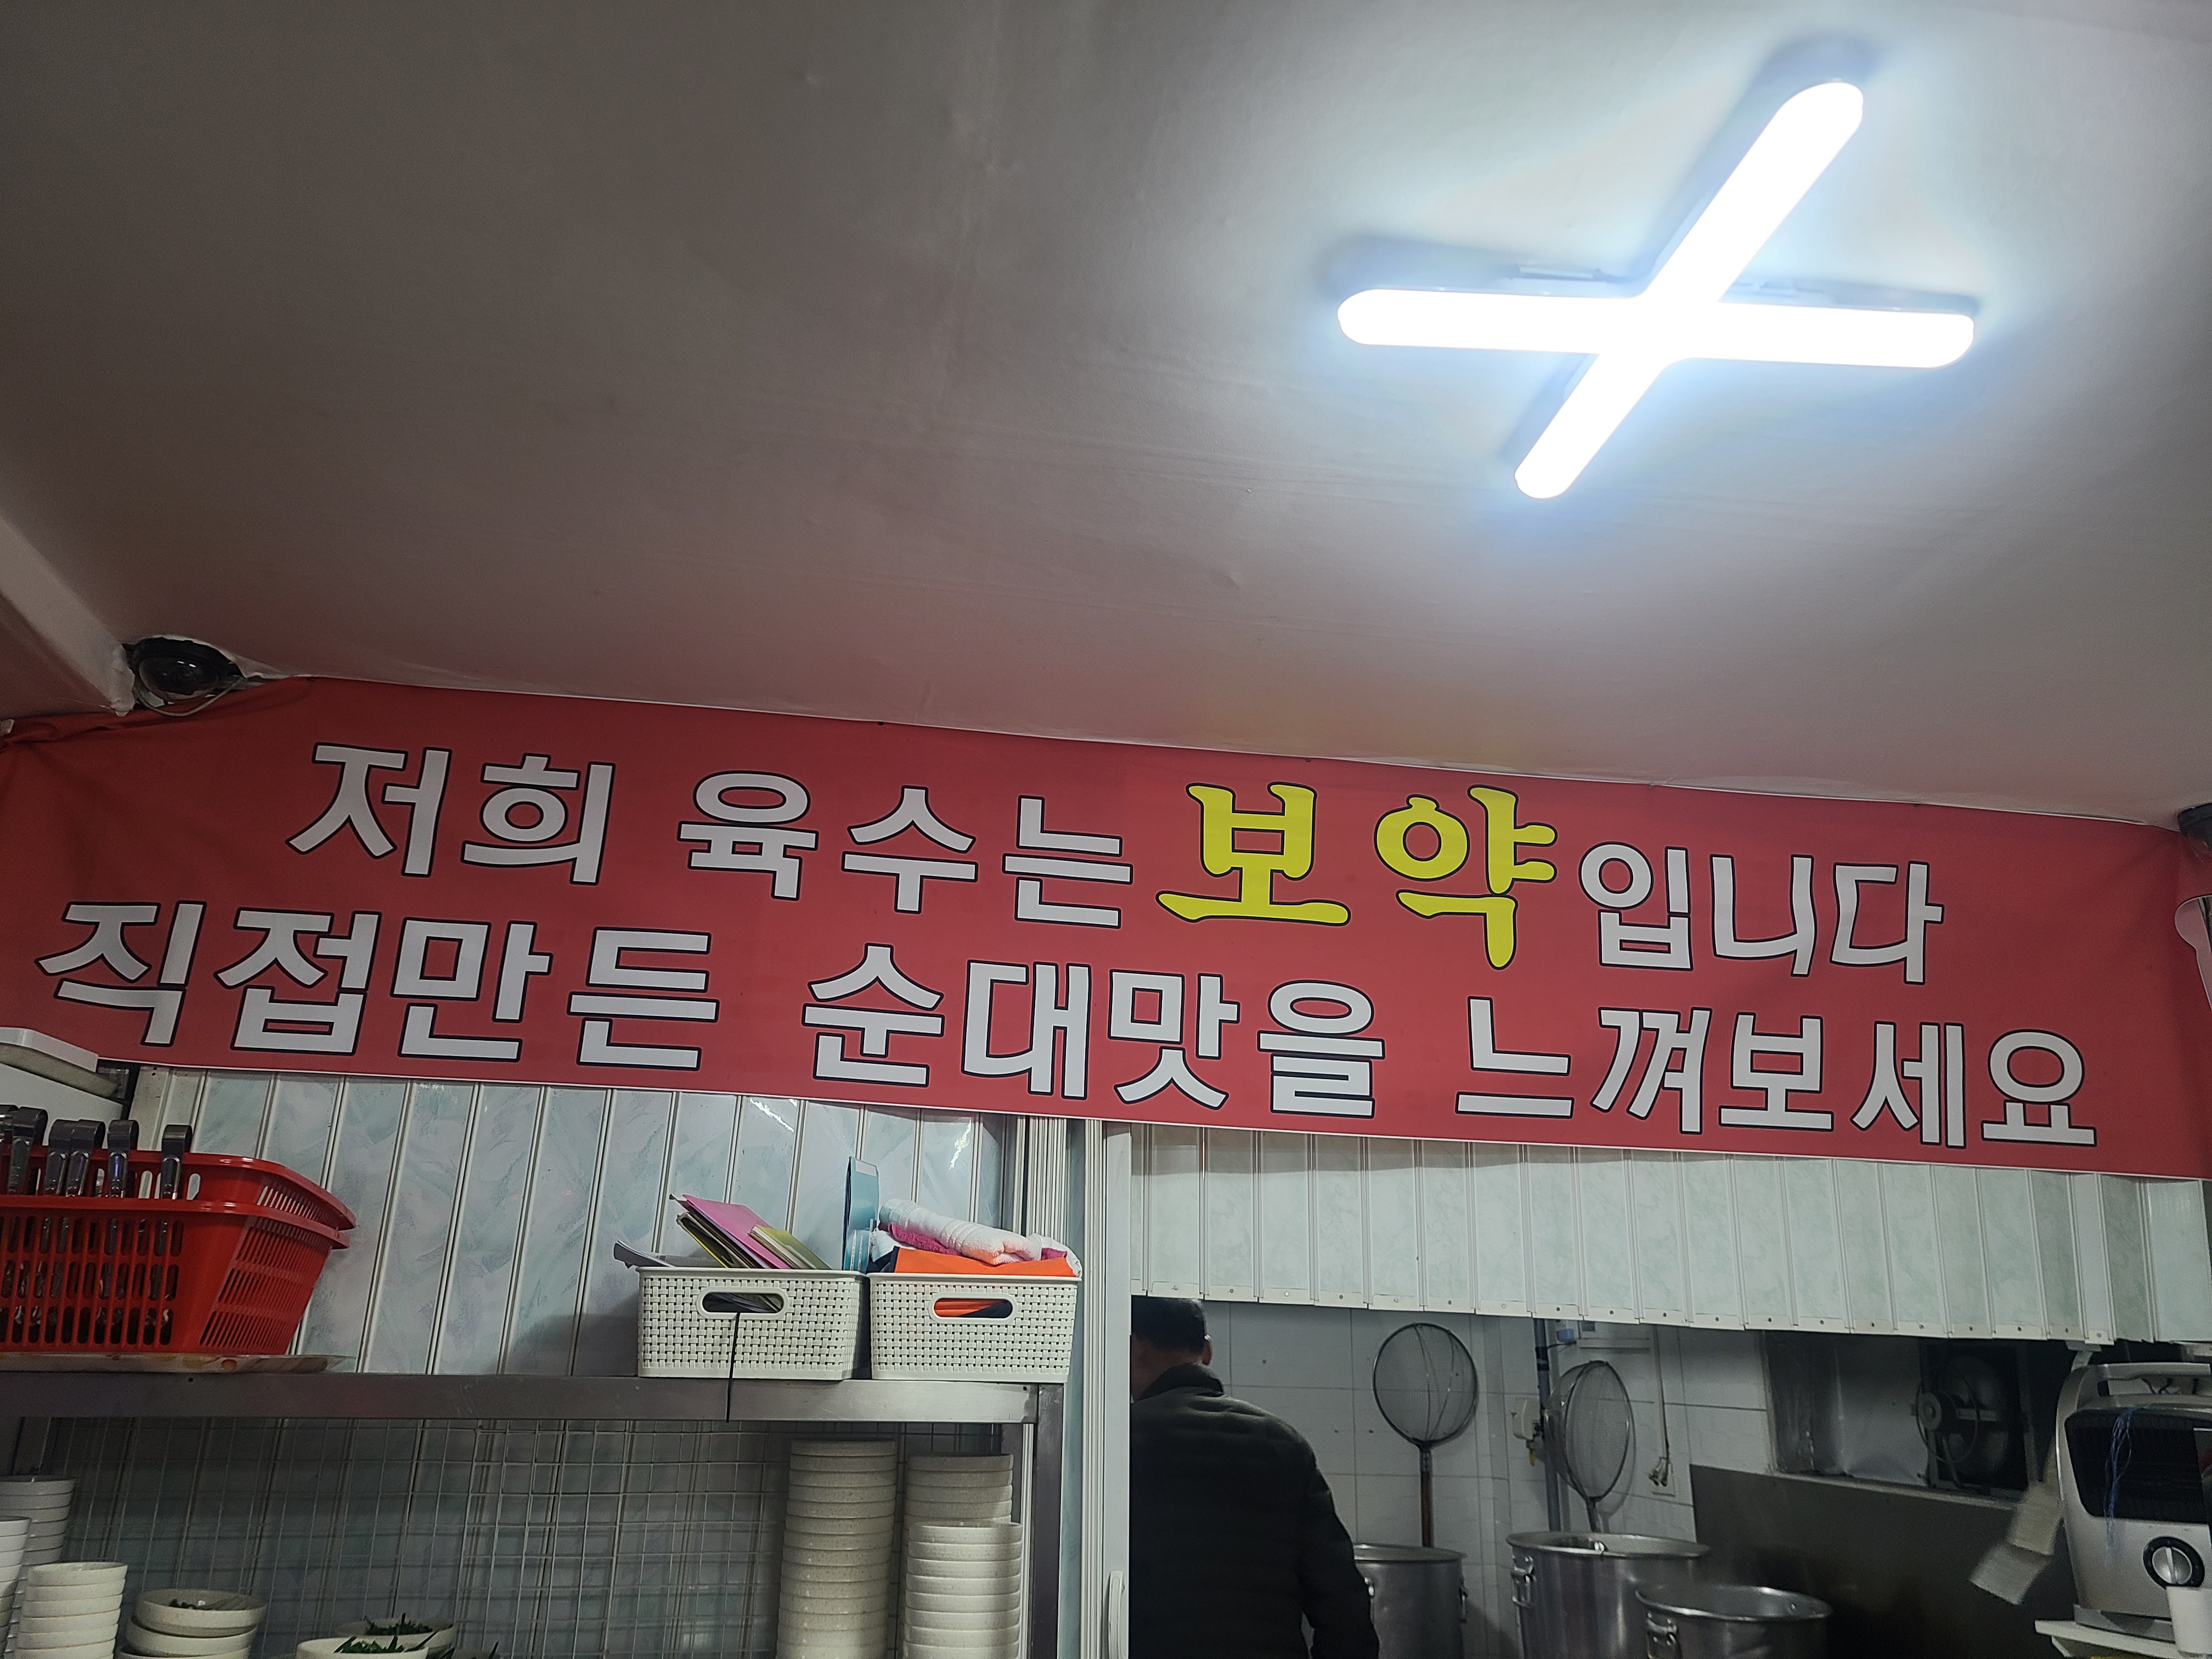 저희 육수는 보약입니다
직접만든 순대맛을 느껴보세요